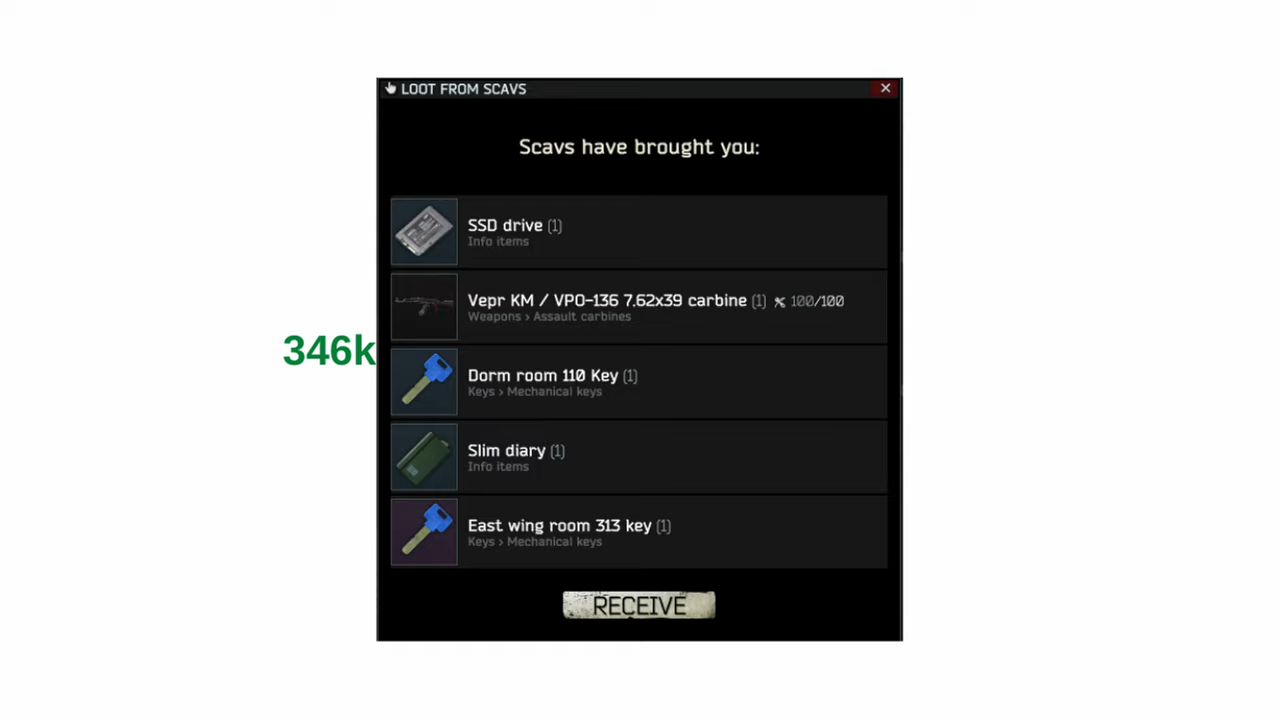 LOOT FROM SCAVS
Scavs have brought you:
SSD drive (1)
Info items
Vepr KM / VPO-136 7.62x39 carbine (1) 100/100
Weapons › Assault carbines
346k
Dorm room 110 Key (1)
Keys › Mechanical keys
Slim diary (1)
Info items
East wing room 313 key (1)
Keys › Mechanical keys
RECEIVE